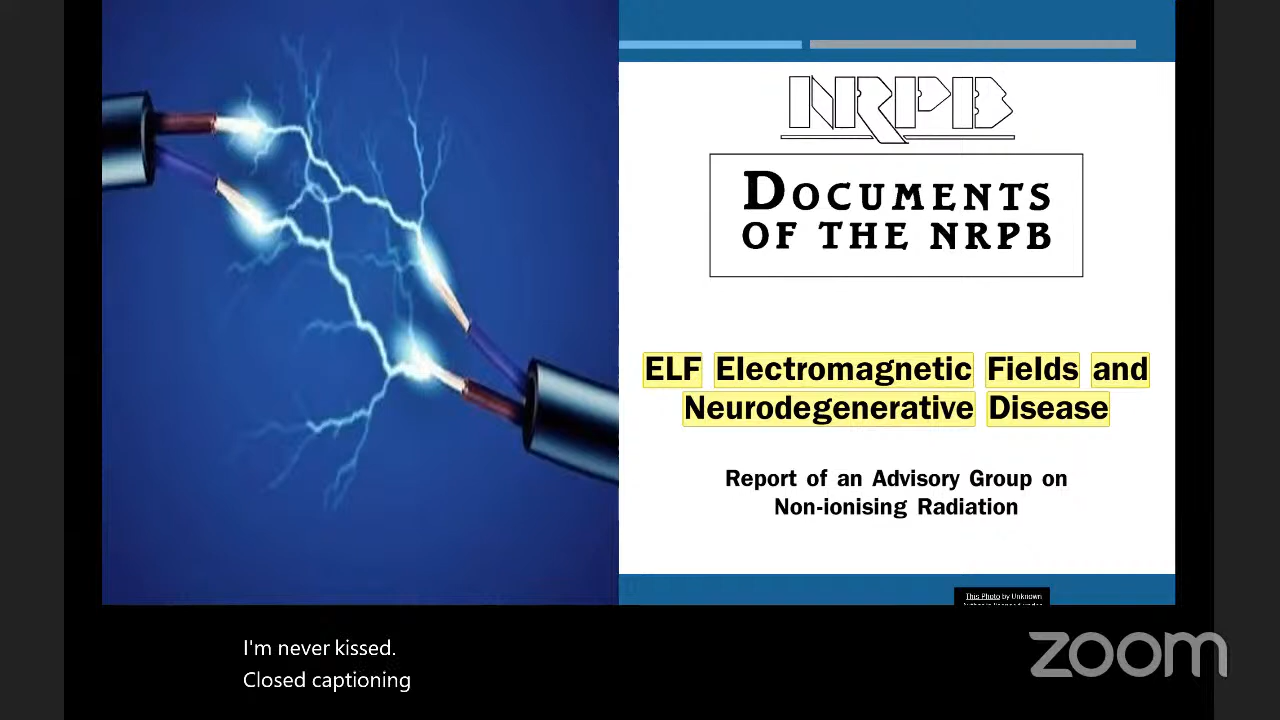 NRPB
DOCUMENTS
OF THE NRPB
ELF Electromagnetic Fields and
Neurodegenerative Disease
Report of an Advisory Group on
Non-ionising Radiation
This Photo by Unknown
I'm never kissed.
Closed captioning
zoom